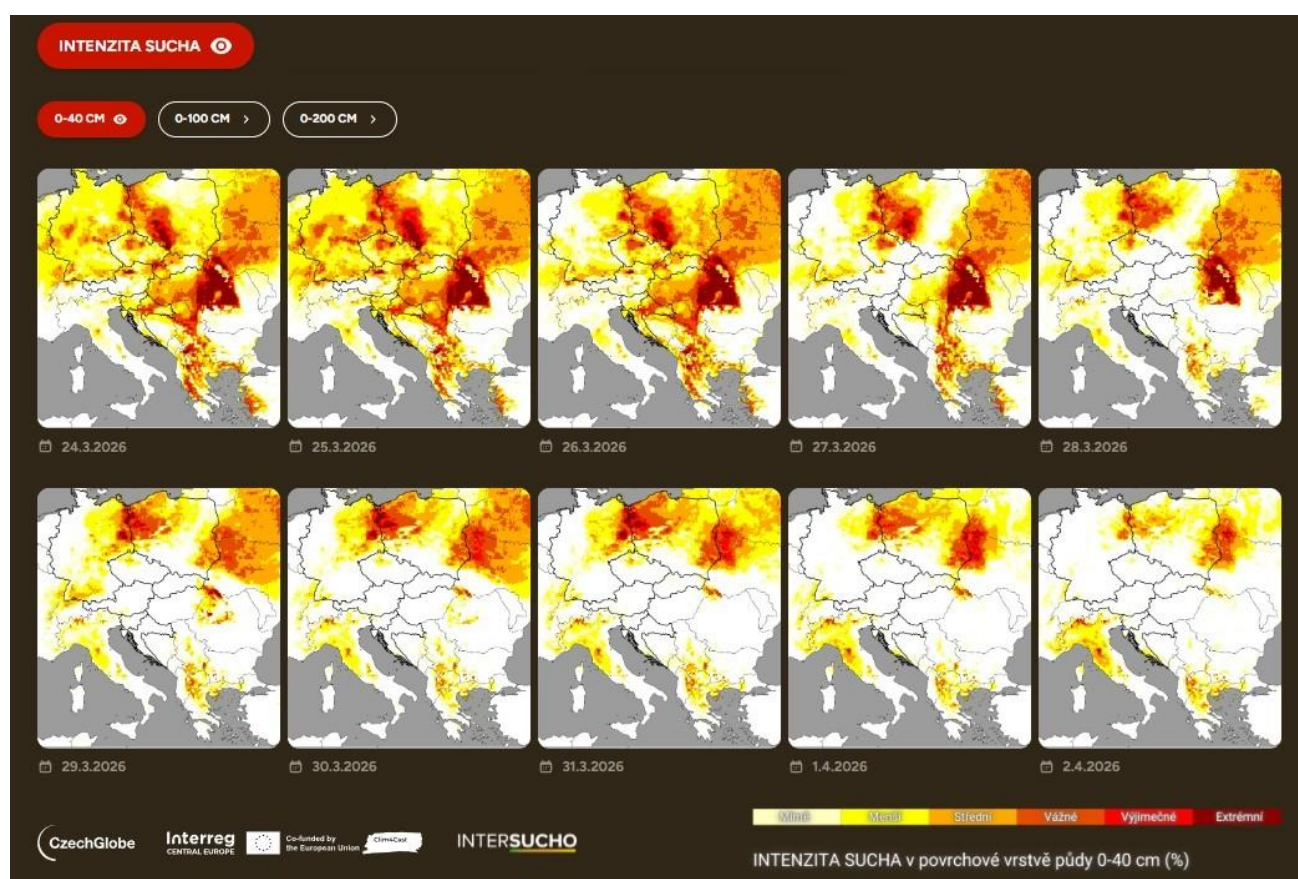 INTENZITA SUCHA
0-40 CM
0-100 CM
0-200 CM
24.3.2026
25.3.2026
26.3.2026
27.3.2026
28.3.2026
29.3.2026
30.3.2026
31.3.2026
1.4.2026
2.4.2026
CzechGlobe
Interreg
CENTRAL EUROPE
Co-funded by
the European Union
Clim4Cast
INTERSUCHO
Mírné Menší Střední Vážné Výjimečné Extrémní
INTENZITA SUCHA v povrchové vrstvě půdy 0-40 cm (%)